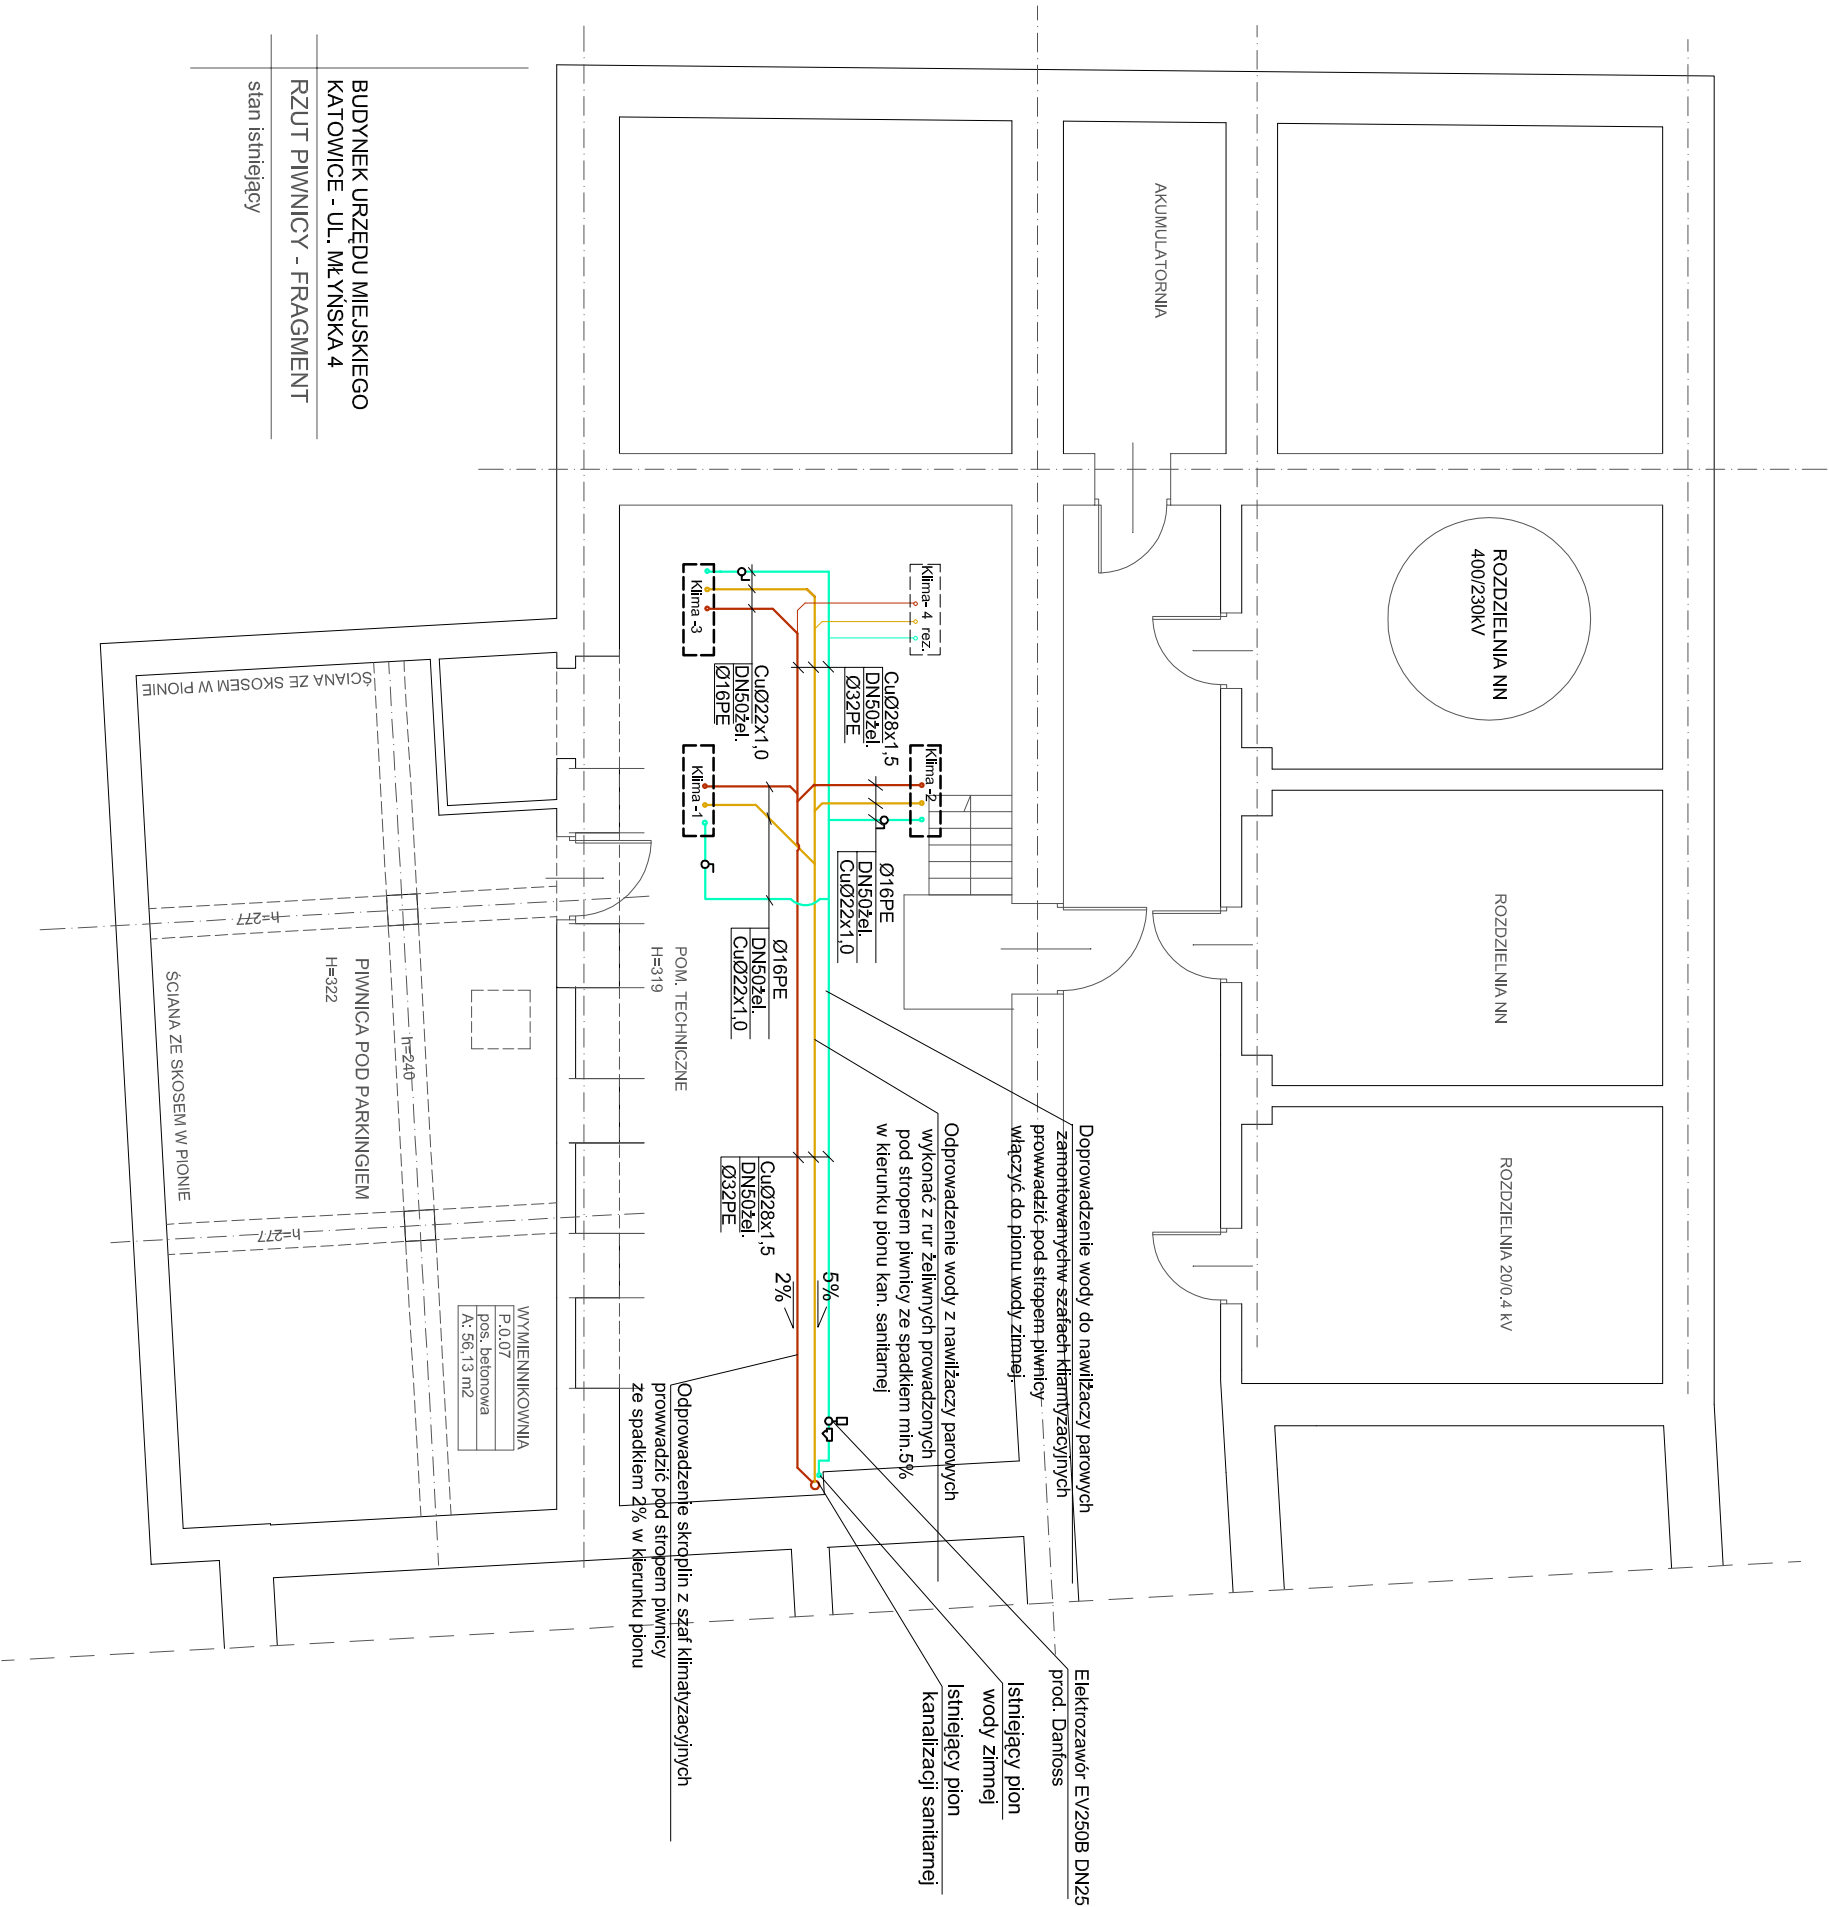 BUDYNEK URZĘDU MIEJSKIEGO
KATOWICE - UL. MŁYŃSKA 4
RZUT PIWNICY - FRAGMENT
stan istniejący
AKUMULATORNIA
ROZDZIELNIA NN
400/230kV
ROZDZIELNIA NN
ROZDZIELNIA 20/0.4 kV
Klima- 4 rez.
Klima -3
Klima -2
Klima -1
CuØ28x1,5
DN50żel.
Ø32PE
CuØ22x1,0
DN50żel.
Ø16PE
Ø16PE
DN50żel.
CuØ22x1,0
Ø16PE
DN50żel.
CuØ22x1,0
CuØ28x1,5
DN50żel.
Ø32PE
5%
2%
POM. TECHNICZNE
H=319
Doprowadzenie wody do nawilżaczy parowych
zamontowanychw szafach kliamtyzacyjnych
prowwadzić pod stropem piwnicy
włączyć do pionu wody zimnej.
Odprowadzenie wody z nawilżaczy parowych
wykonać z rur żeliwnych prowadzonych
pod stropem piwnicy ze spadkiem min.5%
w kierunku pionu kan. sanitarnej
Odprowadzenie skroplin z szaf klimatyzacyjnych
prowwadzić pod stropem piwnicy
ze spadkiem 2% w kierunku pionu
Elektrozawór EV250B DN25
prod. Danfoss
Istniejący pion
wody zimnej
Istniejący pion
kanalizacji sanitarnej
ŚCIANA ZE SKOSEM W PIONIE
h=277
h=240
PIWNICA POD PARKINGIEM
H=322
ŚCIANA ZE SKOSEM W PIONIE
h=277
WYMIENNIKOWNIA
P.0.07
pos. betonowa
A: 56,13 m2